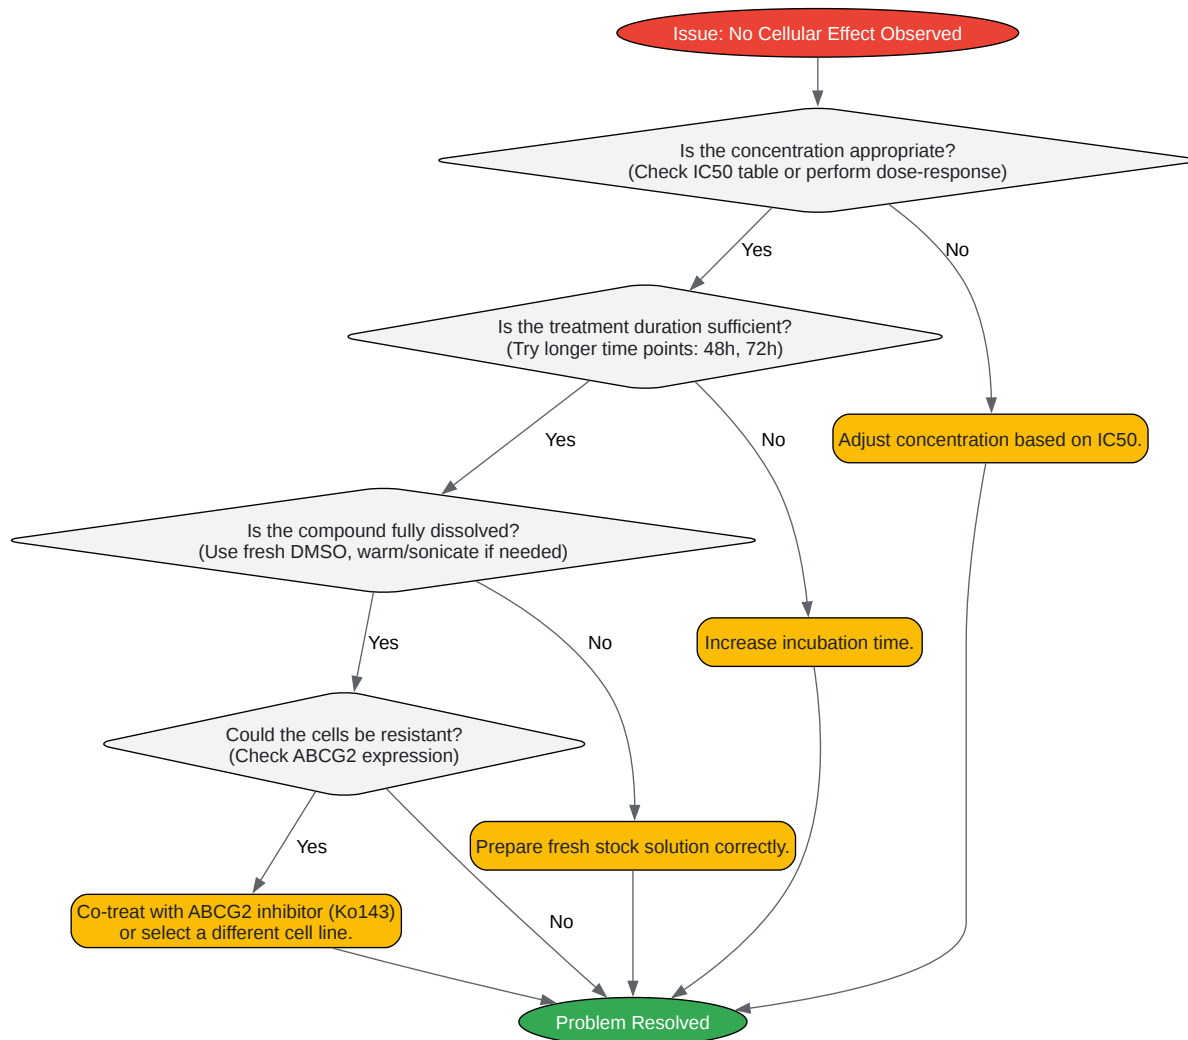 Issue: No Cellular Effect Observed
Is the concentration appropriate?
(Check IC50 table or perform dose-response)
Yes
No
Is the treatment duration sufficient?
(Try longer time points: 48h, 72h)
Adjust concentration based on IC50.
Yes
No
Is the compound fully dissolved?
(Use fresh DMSO, warm/sonicate if needed)
Yes
No
Increase incubation time.
Could the cells be resistant?
(Check ABCG2 expression)
Yes
Prepare fresh stock solution correctly.
Co-treat with ABCG2 inhibitor (Ko143)
or select a different cell line.
No
Problem Resolved